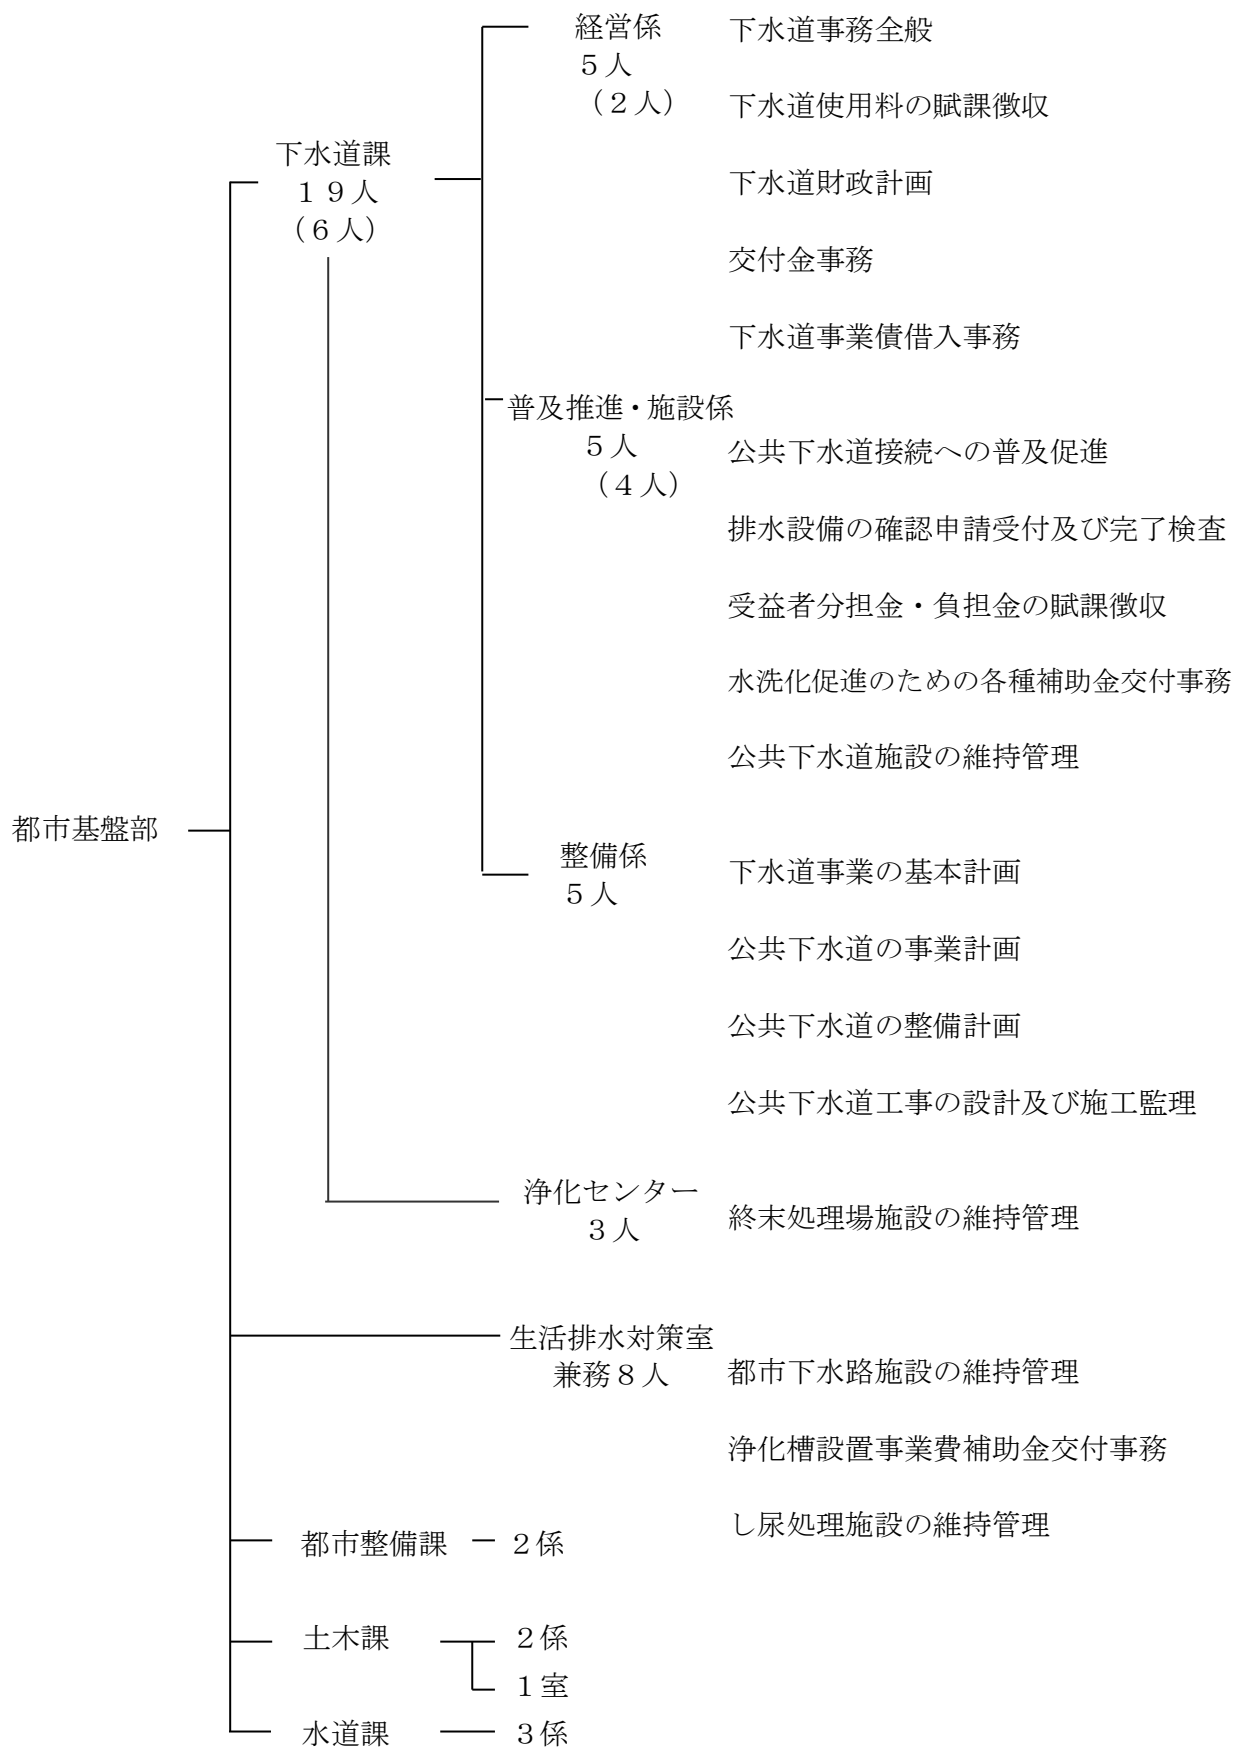 経営係
５人
（２人）
下水道事務全般
下水道使用料の賦課徴収
下水道財政計画
交付金事務
下水道事業債借入事務
下水道課
１９人
（６人）
普及推進・施設係
５人
（４人）
公共下水道接続への普及促進
排水設備の確認申請受付及び完了検査
受益者分担金・負担金の賦課徴収
水洗化促進のための各種補助金交付事務
公共下水道施設の維持管理
都市基盤部
整備係
５人
下水道事業の基本計画
公共下水道の事業計画
公共下水道の整備計画
公共下水道工事の設計及び施工監理
浄化センター
３人
終末処理場施設の維持管理
生活排水対策室
兼務８人
都市下水路施設の維持管理
浄化槽設置事業費補助金交付事務
し尿処理施設の維持管理
都市整備課
２係
土木課
２係
１室
水道課
３係